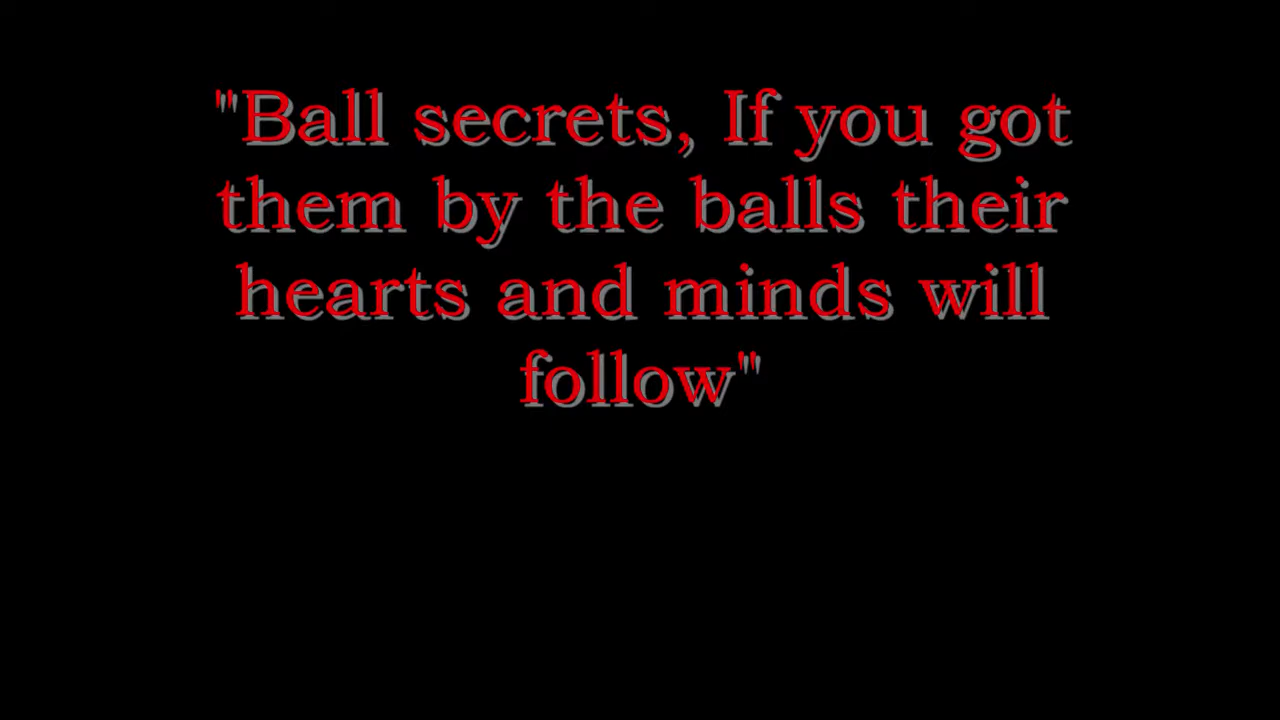 "Ball secrets, If you got
them by the balls their
hearts and minds will
follow"